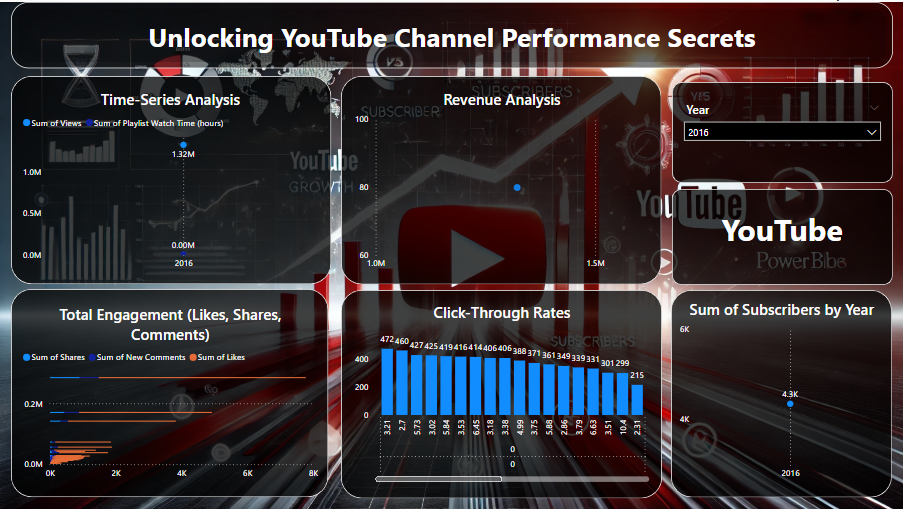 Unlocking YouTube Channel Performance Secrets
Time-Series Analysis
Sum of Views Sum of Playlist Watch Time (hours)
1.32M
1.0M
0.5M
0.00M
0.0M
2016
YouTube
GROWTH
Revenue Analysis
SUBSCRIBERS
SUBSCRIBER
VS
100
80
60
1.0M 1.5M
Year
2016
YouTube
YouTube
Total Engagement (Likes, Shares,
Comments)
Sum of Shares Sum of New Comments Sum of Likes
0.2M
0.0M
0K 2K 4K 6K 8K
Click-Through Rates
SUBSCRIBERS
400
200
0
472 460 427 425 419 416 414 406 406 388 371 361 349 339 331 301 299 215
3.21 2.7 5.73 3.02 5.84 3.53 6.45 3.18 3.38 4.99 3.75 5.88 2.86 3.79 6.63 3.51 10.4 2.31
0
0
Sum of Subscribers by Year
6K
4.3K
4K
2016